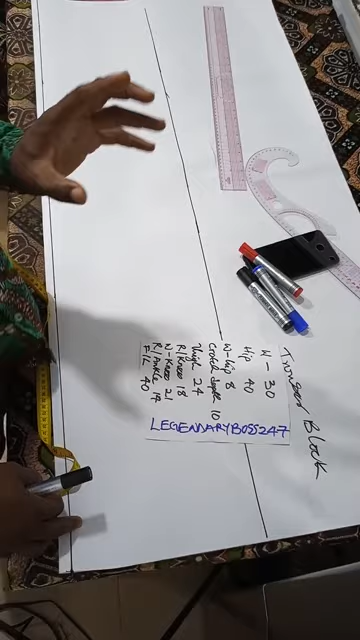 Trouser Block
W - 30
Hip 40
W-hip 8
Crotch depth 10
Thigh 24
R/Knee 18
W-Knee 21
R/Ankle 14
F/L 40
LEGENDARYBOSS247